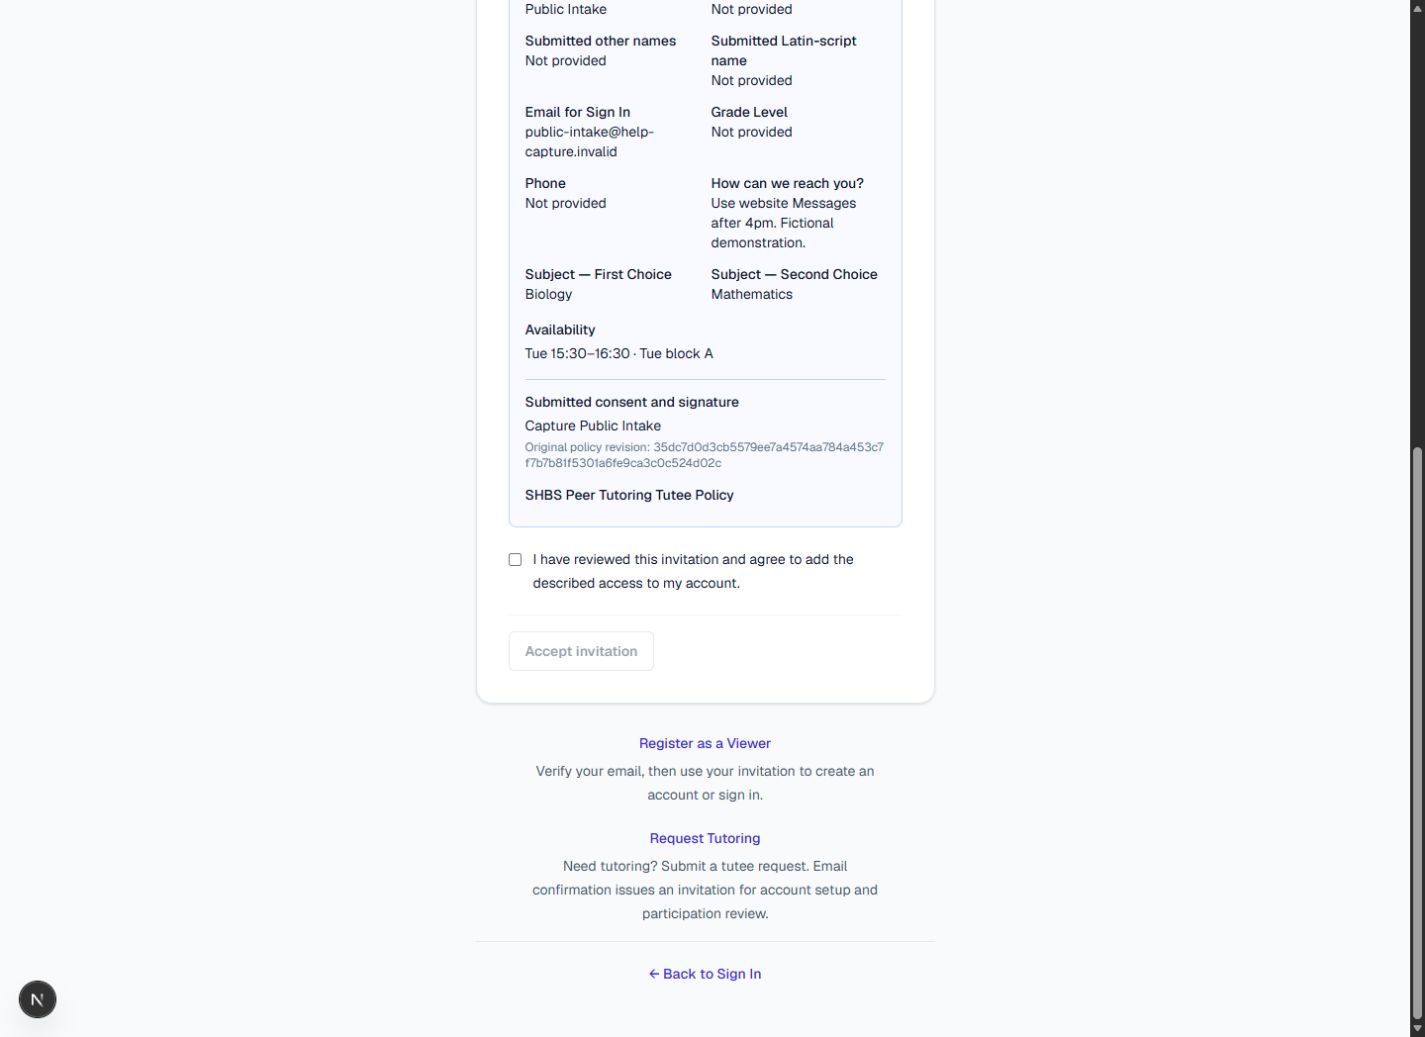 Public Intake
Not provided
Submitted other names
Not provided
Submitted Latin-script
name
Not provided
Email for Sign In
public-intake@help-
capture.invalid
Grade Level
Not provided
Phone
Not provided
How can we reach you?
Use website Messages
after 4pm. Fictional
demonstration.
Subject — First Choice
Biology
Subject — Second Choice
Mathematics
Availability
Tue 15:30–16:30 · Tue block A
Submitted consent and signature
Capture Public Intake
Original policy revision: 35dc7d0d3cb5579ee7a4574aa784a453c7
f7b7b81f5301a6fe9ca3c0c524d02c
SHBS Peer Tutoring Tutee Policy
I have reviewed this invitation and agree to add the
described access to my account.
Accept invitation
Register as a Viewer
Verify your email, then use your invitation to create an
account or sign in.
Request Tutoring
Need tutoring? Submit a tutee request. Email
confirmation issues an invitation for account setup and
participation review.
← Back to Sign In
N